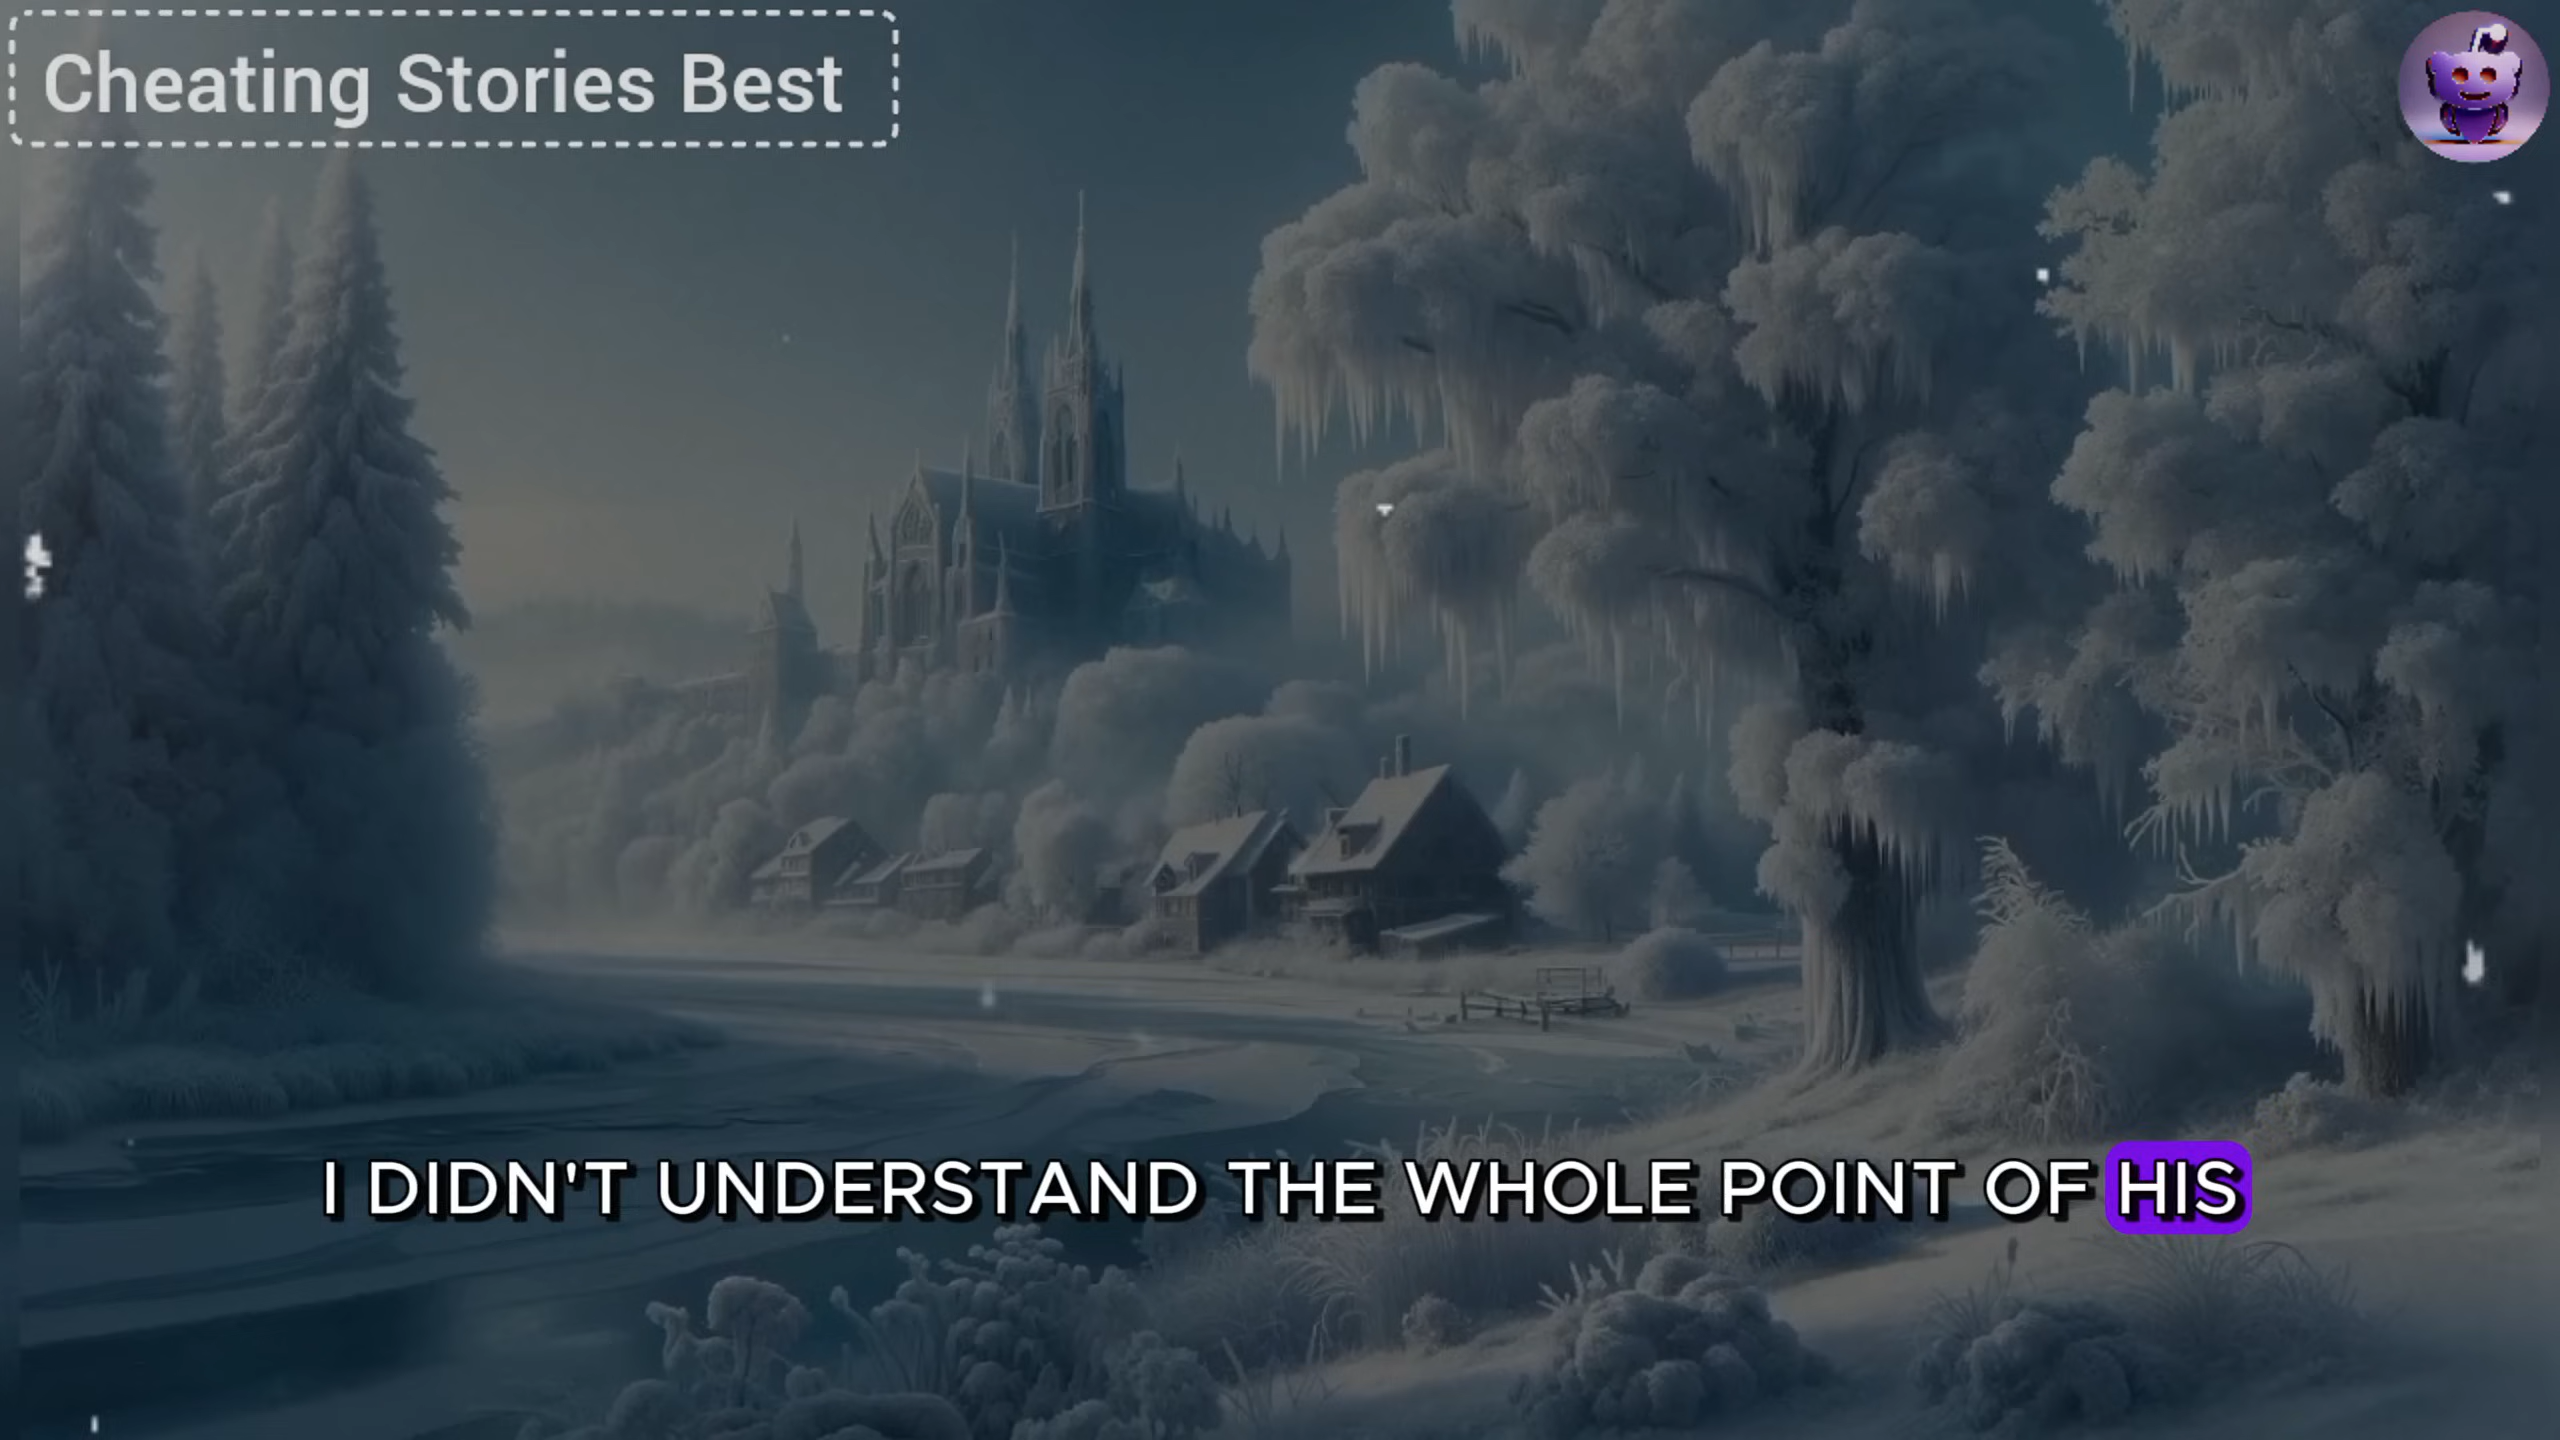 Cheating Stories Best
I DIDN'T UNDERSTAND THE WHOLE POINT OF HIS